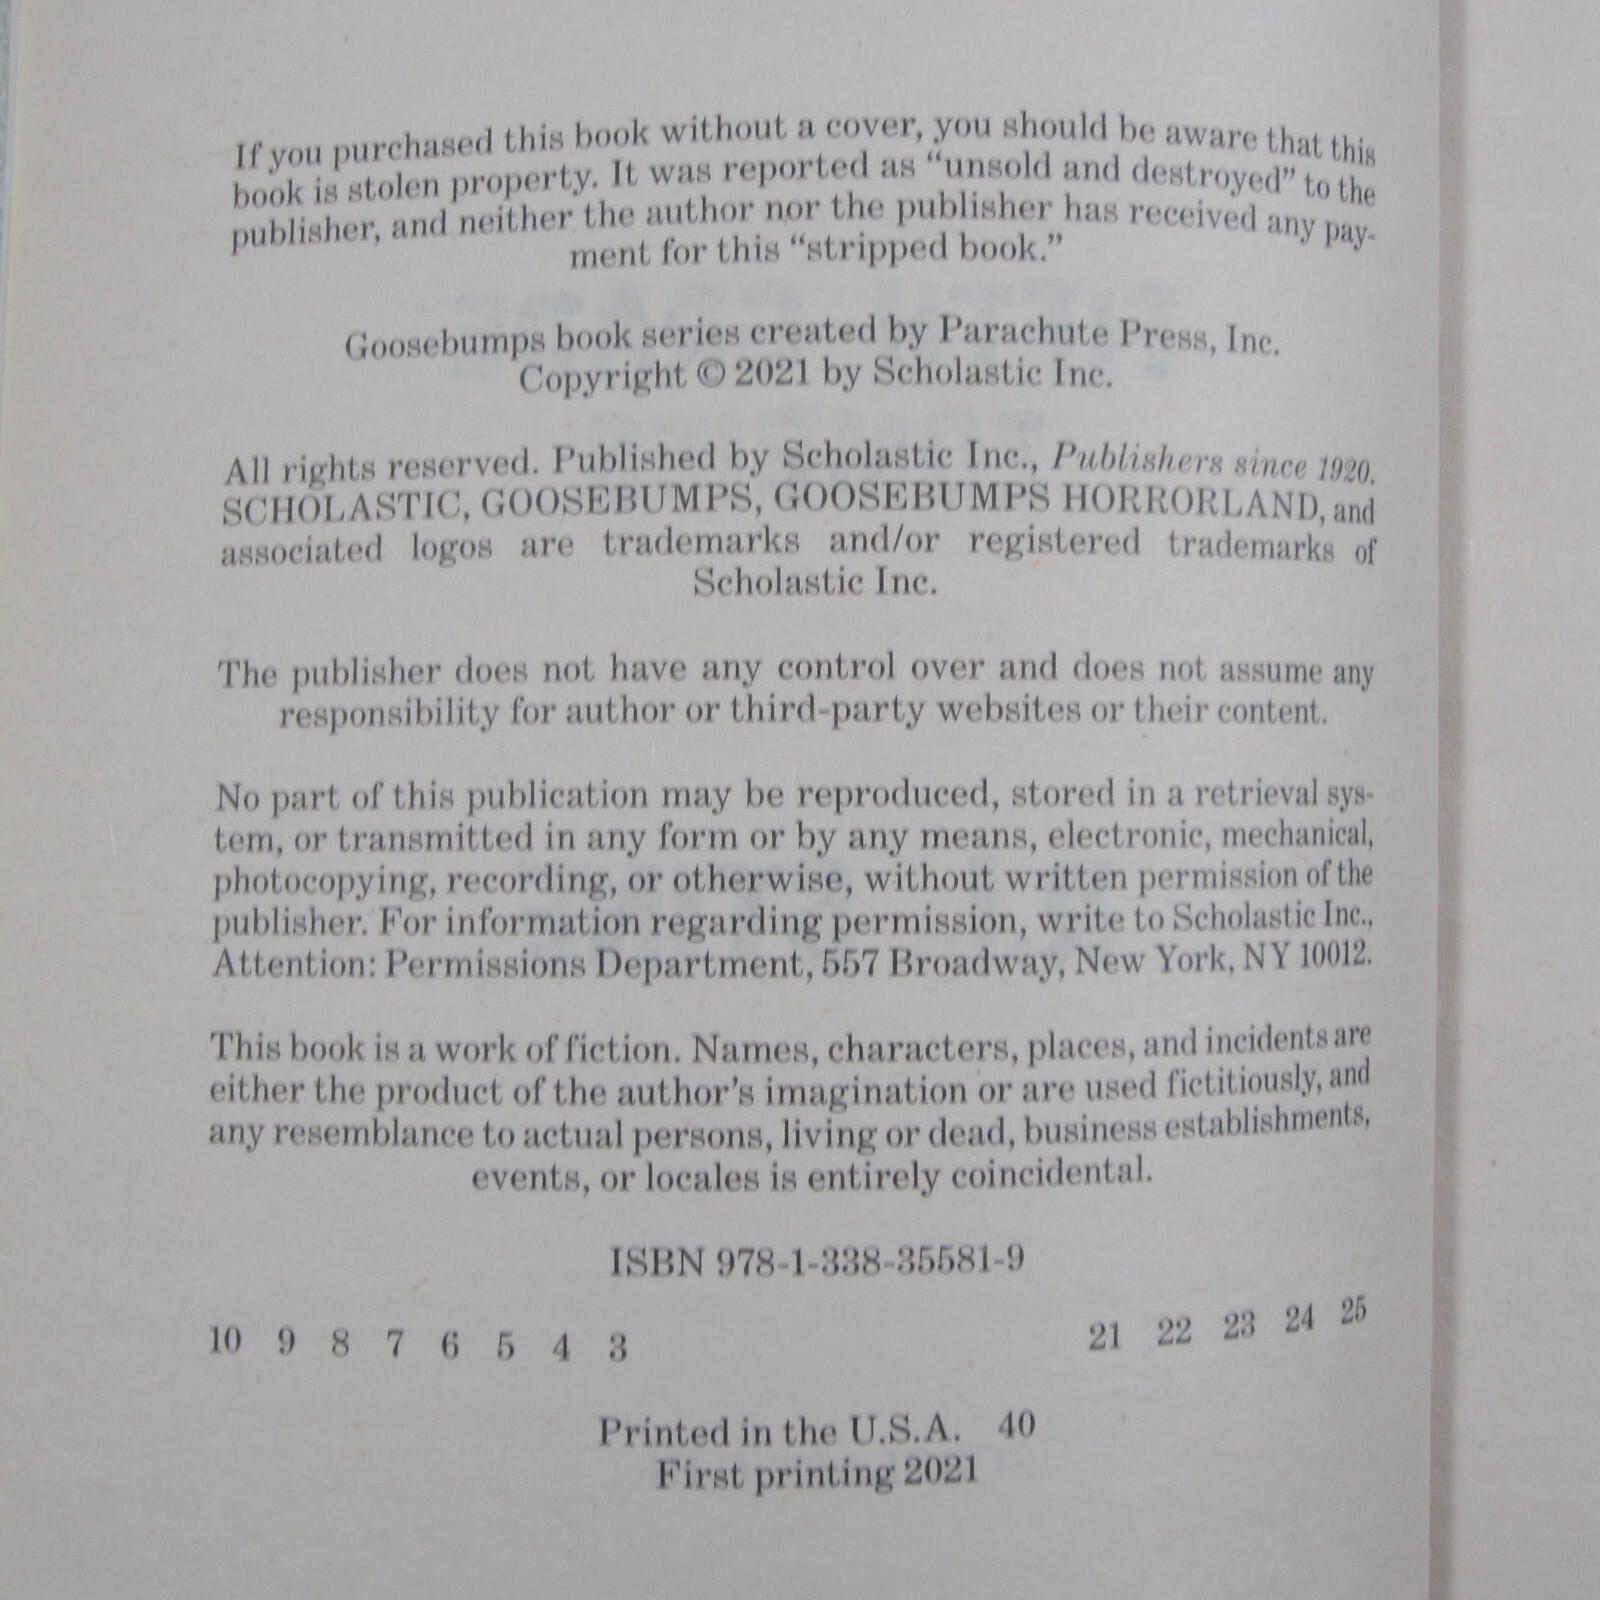 If you purchased this book without a cover, you should be aware that this
book is stolen property. It was reported as “unsold and destroyed” to the
publisher, and neither the author nor the publisher has received any pay-
ment for this “stripped book.”
Goosebumps book series created by Parachute Press, Inc.
Copyright © 2021 by Scholastic Inc.
All rights reserved. Published by Scholastic Inc., Publishers since 1920.
SCHOLASTIC, GOOSEBUMPS, GOOSEBUMPS HORRORLAND, and
associated logos are trademarks and/or registered trademarks of
Scholastic Inc.
The publisher does not have any control over and does not assume any
responsibility for author or third-party websites or their content.
No part of this publication may be reproduced, stored in a retrieval sys-
tem, or transmitted in any form or by any means, electronic, mechanical,
photocopying, recording, or otherwise, without written permission of the
publisher. For information regarding permission, write to Scholastic Inc.,
Attention: Permissions Department, 557 Broadway, New York, NY 10012.
This book is a work of fiction. Names, characters, places, and incidents are
either the product of the author’s imagination or are used fictitiously, and
any resemblance to actual persons, living or dead, business establishments,
events, or locales is entirely coincidental.
ISBN 978-1-338-35581-9
10 9 8 7 6 5 4 3 21 22 23 24 25
Printed in the U.S.A. 40
First printing 2021